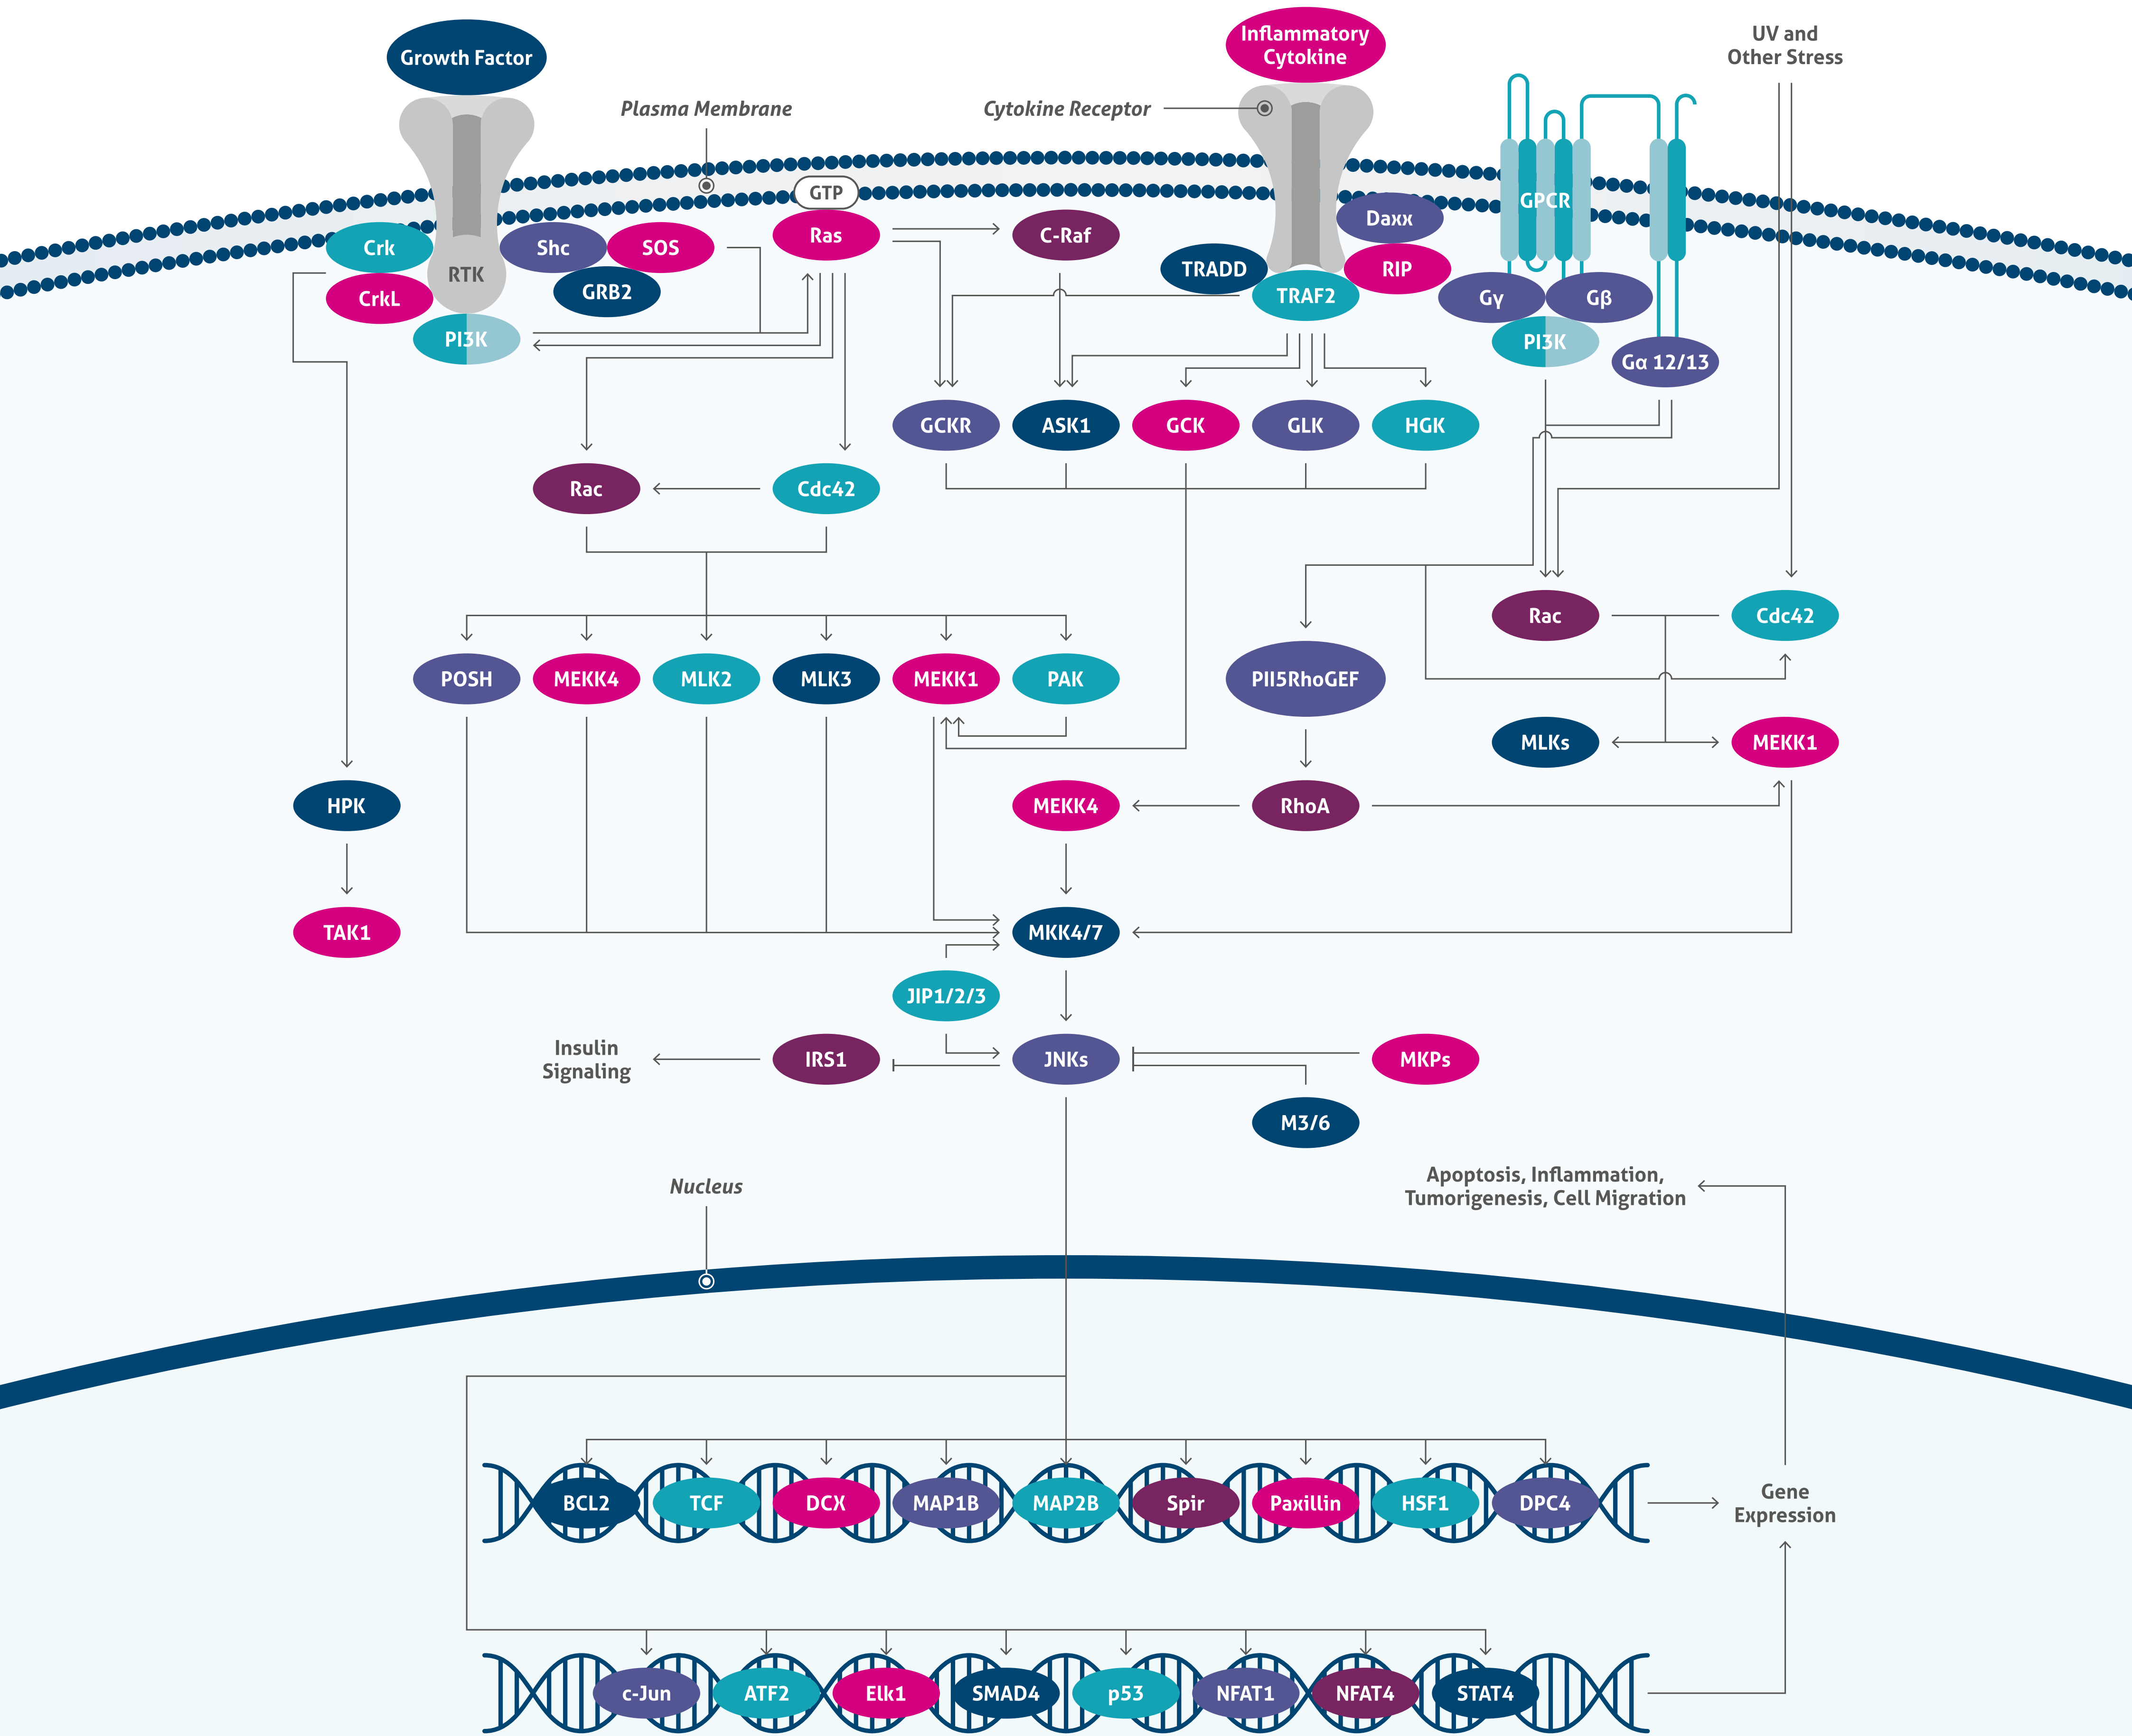 Growth Factor
Inflammatory
Cytokine
UV and
Other Stress
Plasma Membrane
Cytokine Receptor
GTP
GPCR
Crk
Shc
SOS
Ras
C-Raf
Daxx
RTK
TRADD
RIP
CrkL
GRB2
TRAF2
Gγ
Gβ
PI3K
PI3K
Gα 12/13
GCKR
ASK1
GCK
GLK
HGK
Rac
Cdc42
Rac
Cdc42
POSH
MEKK4
MLK2
MLK3
MEKK1
PAK
PII5RhoGEF
MLKs
MEKK1
HPK
MEKK4
RhoA
TAK1
MKK4/7
JIP1/2/3
Insulin
Signaling
IRS1
JNKs
MKPs
M3/6
Nucleus
Apoptosis, Inflammation,
Tumorigenesis, Cell Migration
BCL2
TCF
DCX
MAP1B
MAP2B
Spir
Paxillin
HSF1
DPC4
Gene
Expression
c-Jun
ATF2
Elk1
SMAD4
p53
NFAT1
NFAT4
STAT4